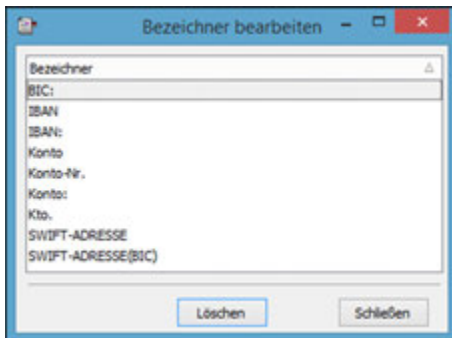 Bezeichner bearbeiten
Bezeichner
BIC:
IBAN
IBAN:
Konto
Konto-Nr.
Konto:
Kto.
SWIFT-ADRESSE
SWIFT-ADRESSE(BIC)
Löschen
Schließen